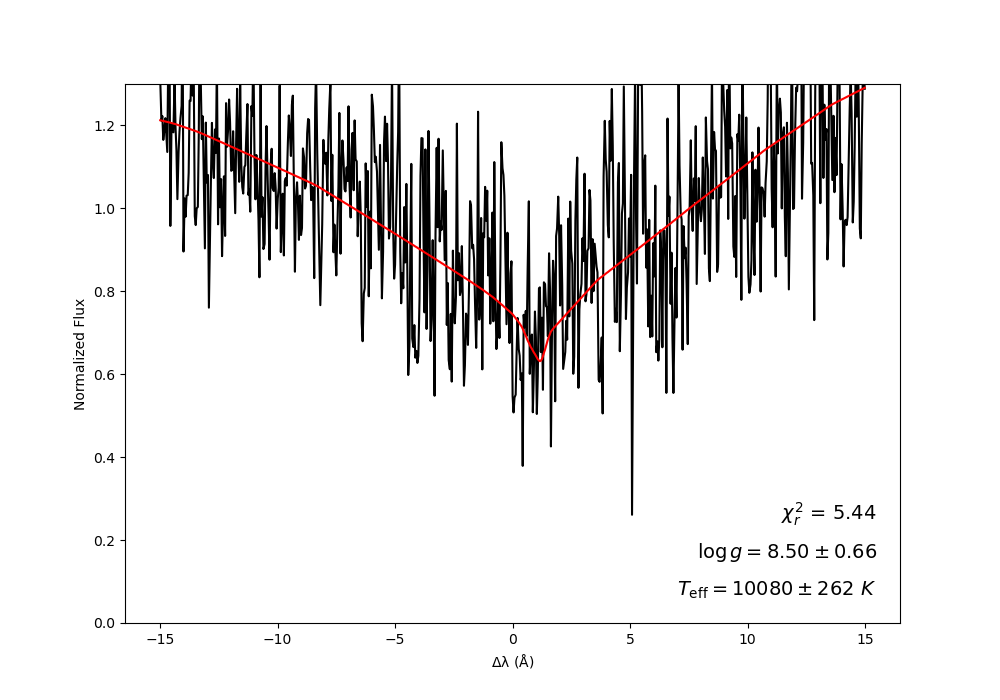 1.2
1.0
0.8
0.6
0.4
0.2
0.0
Normalized Flux
χ²ᵣ = 5.44
log g = 8.50 ± 0.66
T_eff = 10080 ± 262 K
−15 −10 −5 0 5 10 15
Δλ (Å)